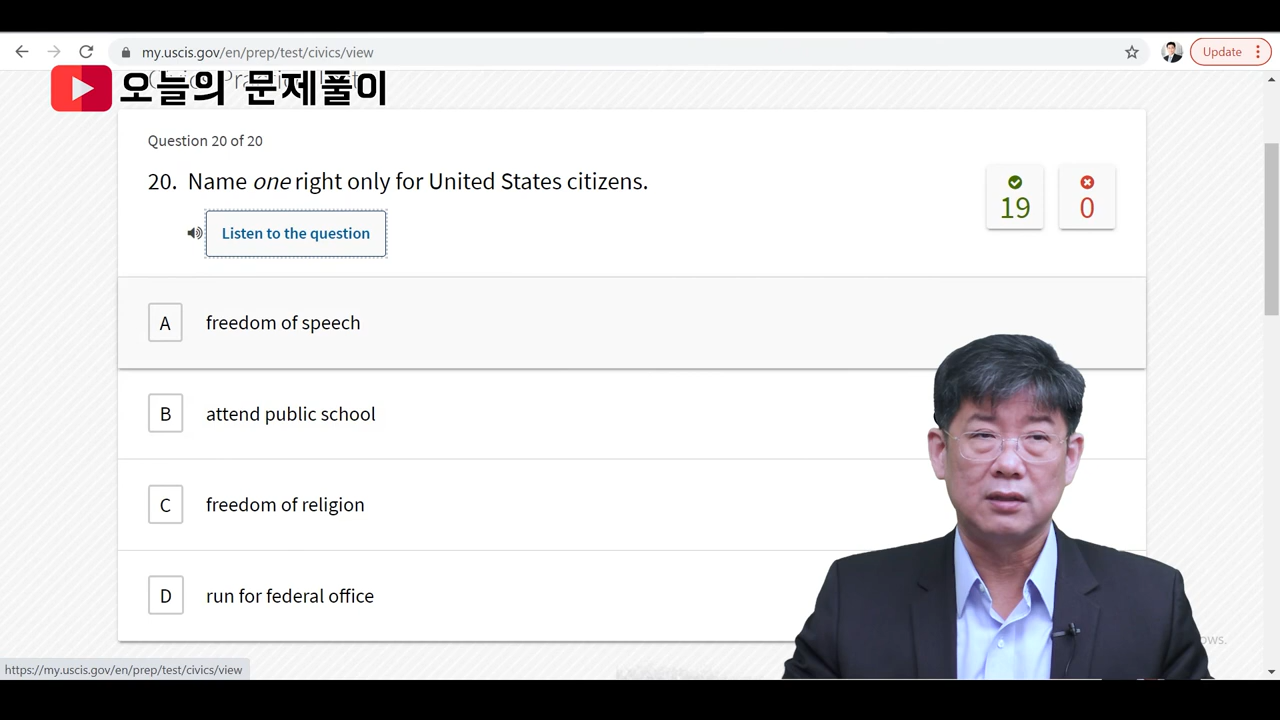 my.uscis.gov/en/prep/test/civics/view
Update
오늘의 문제풀이
Question 20 of 20
20. Name one right only for United States citizens.
19
0
Listen to the question
A freedom of speech
B attend public school
C freedom of religion
D run for federal office
https://my.uscis.gov/en/prep/test/civics/view